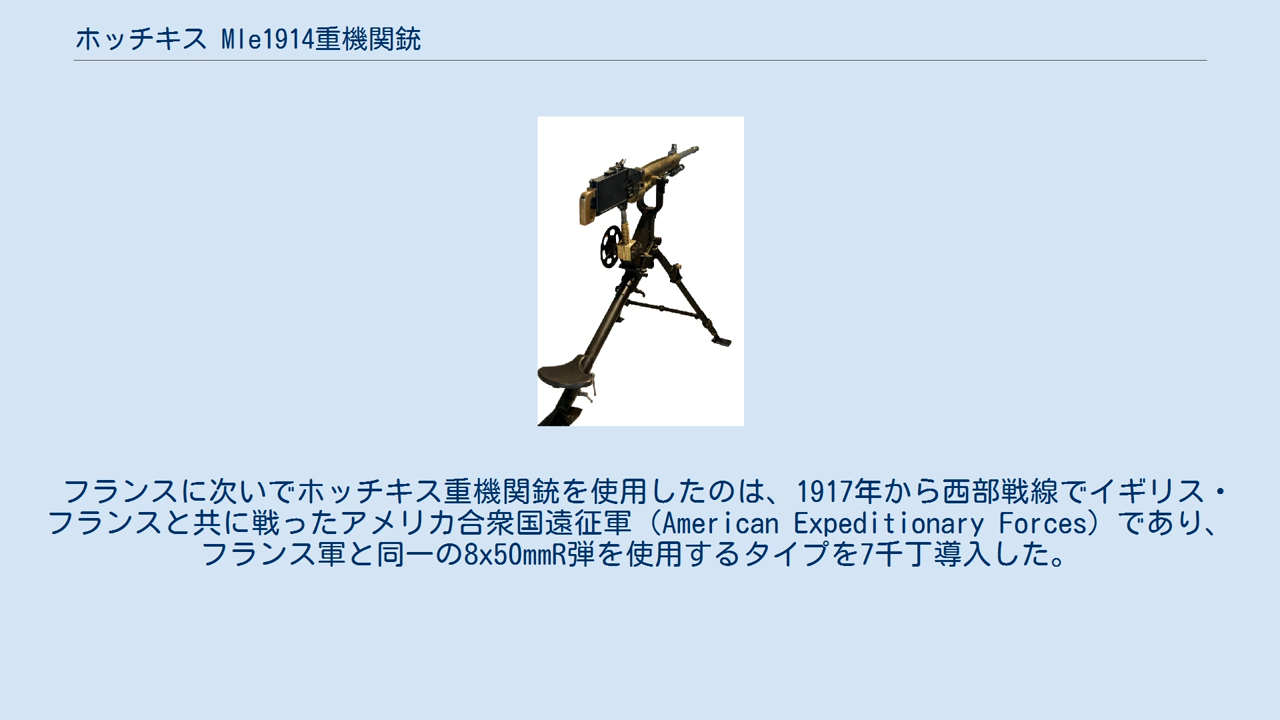 ホッチキス Mle1914重機関銃
フランスに次いでホッチキス重機関銃を使用したのは、1917年から西部戦線でイギリス・
フランスと共に戦ったアメリカ合衆国遠征軍（American Expeditionary Forces）であり、
フランス軍と同一の8x50mmR弾を使用するタイプを7千丁導入した。